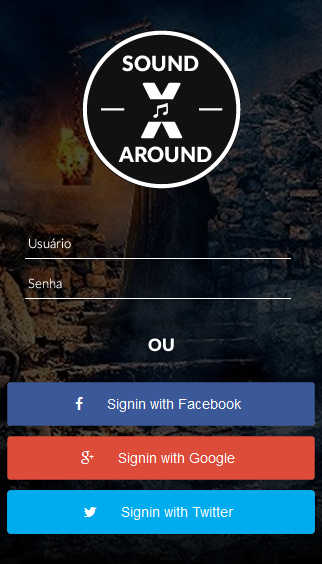 SOUND
X
AROUND
Usuário
Senha
OU
Signin with Facebook
g+ Signin with Google
Signin with Twitter